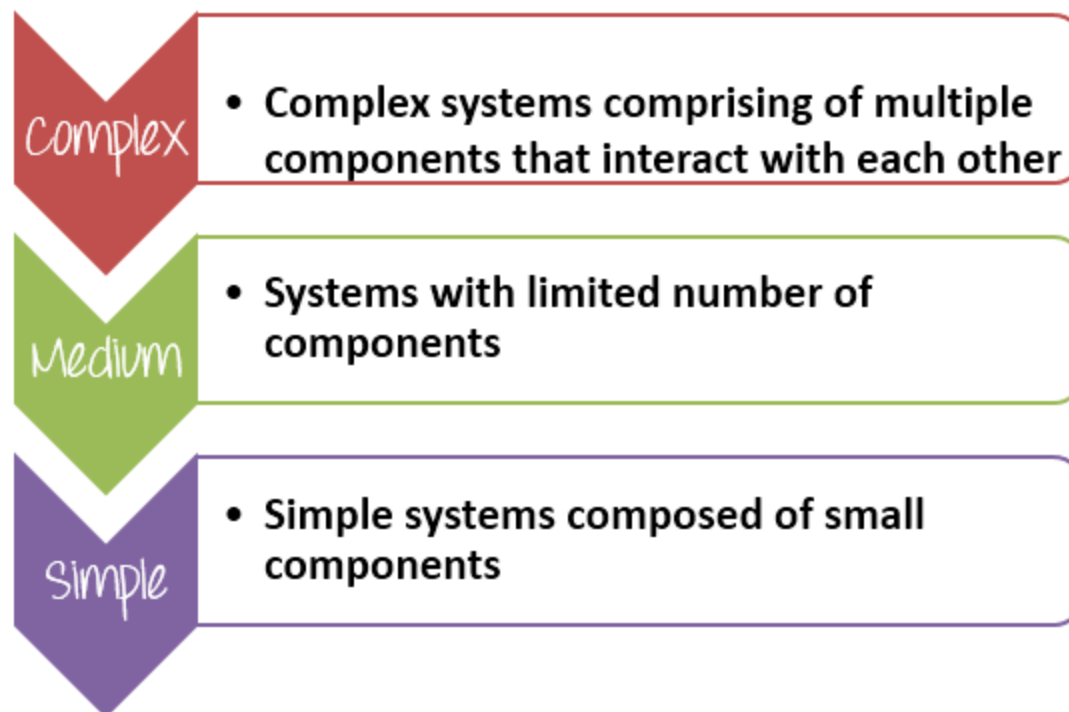 Complex
• Complex systems comprising of multiple
components that interact with each other
Medium
• Systems with limited number of
components
Simple
• Simple systems composed of small
components